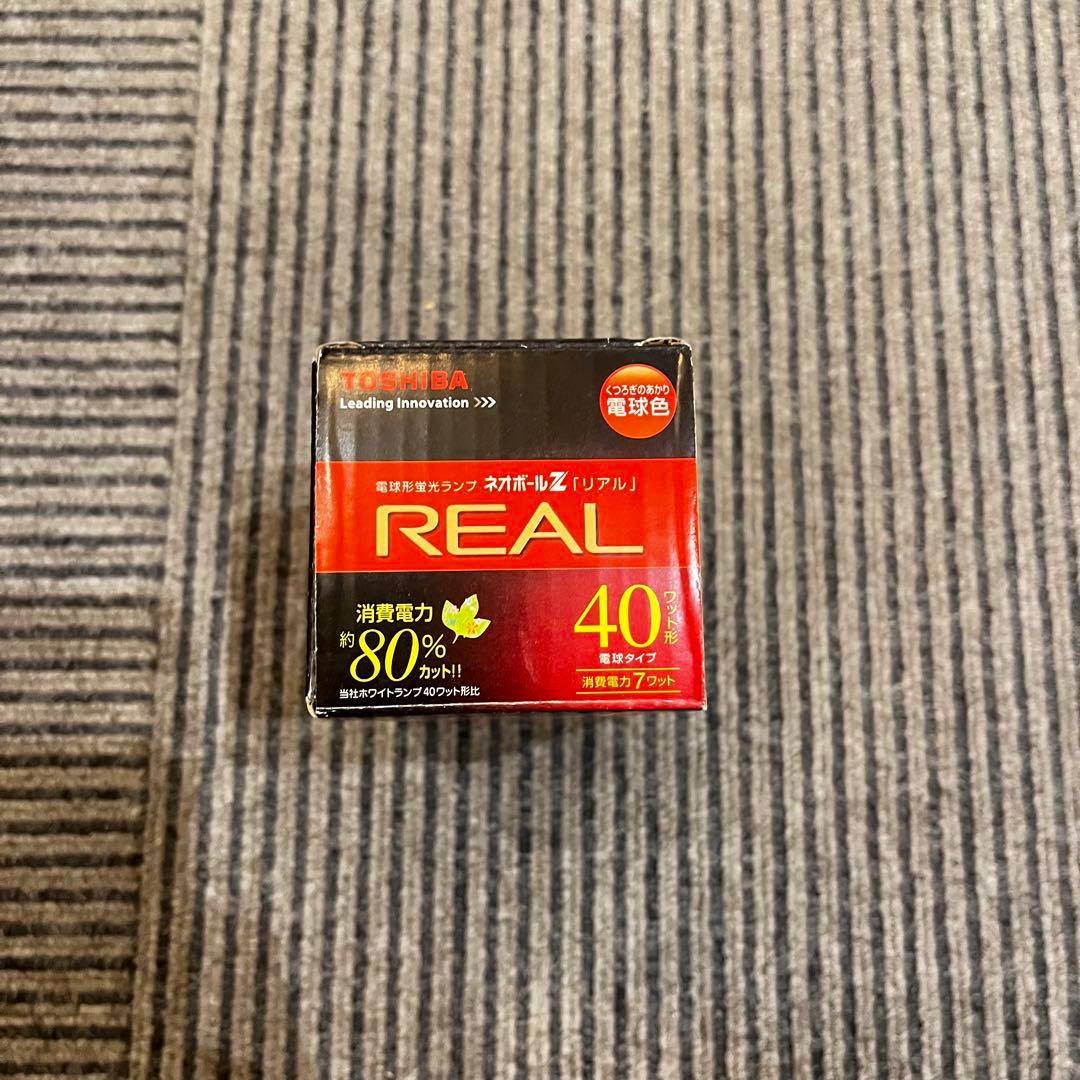 TOSHIBA
Leading Innovation >>>
くつろぎのあかり
電球色
電球形蛍光ランプ ネオボールZ「リアル」
REAL
消費電力
約80%カット!!
当社ホワイトランプ40ワット形比
40ワット形
電球タイプ
消費電力7ワット